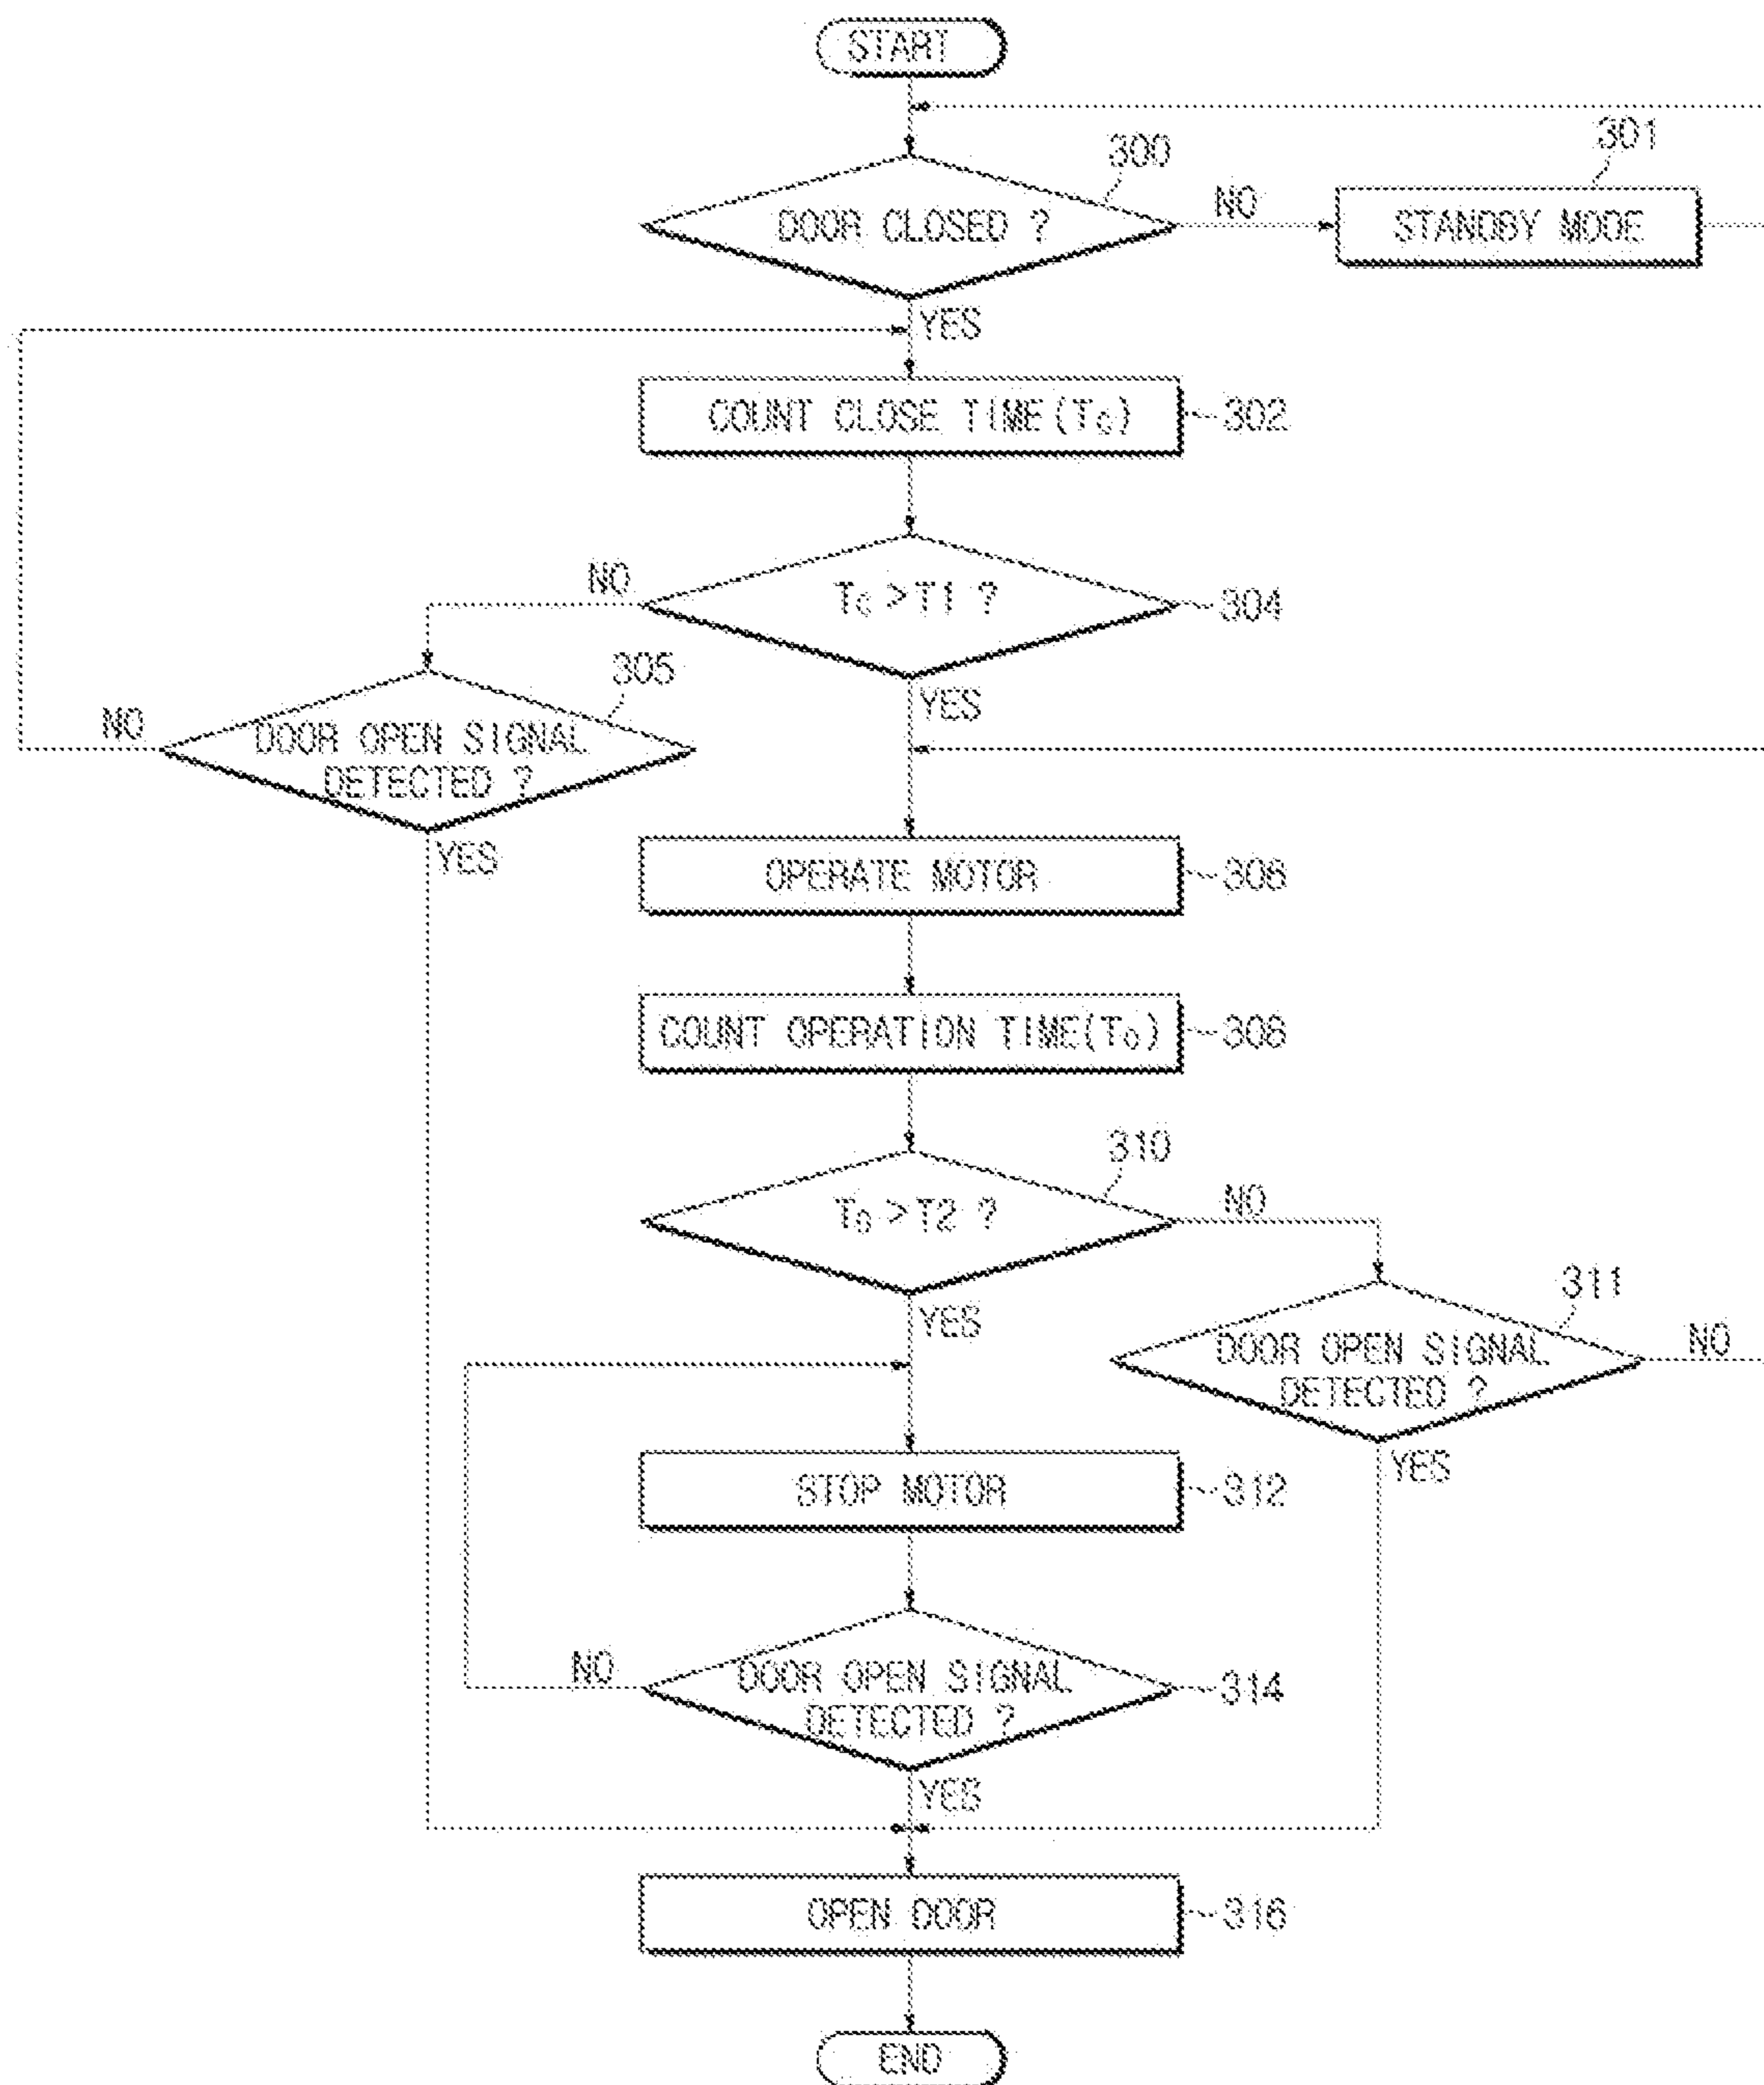 START
300
301
DOOR CLOSED ?
NO
STANDBY MODE
YES
COUNT CLOSE TIME(Tc)
302
NO
Tc >T1 ?
304
305
YES
NO
DOOR OPEN SIGNAL
DETECTED ?
YES
OPERATE MOTOR
306
COUNT OPERATION TIME(To)
308
310
To >T2 ?
NO
311
YES
DOOR OPEN SIGNAL
DETECTED ?
NO
YES
STOP MOTOR
312
NO
DOOR OPEN SIGNAL
DETECTED ?
314
YES
OPEN DOOR
316
END